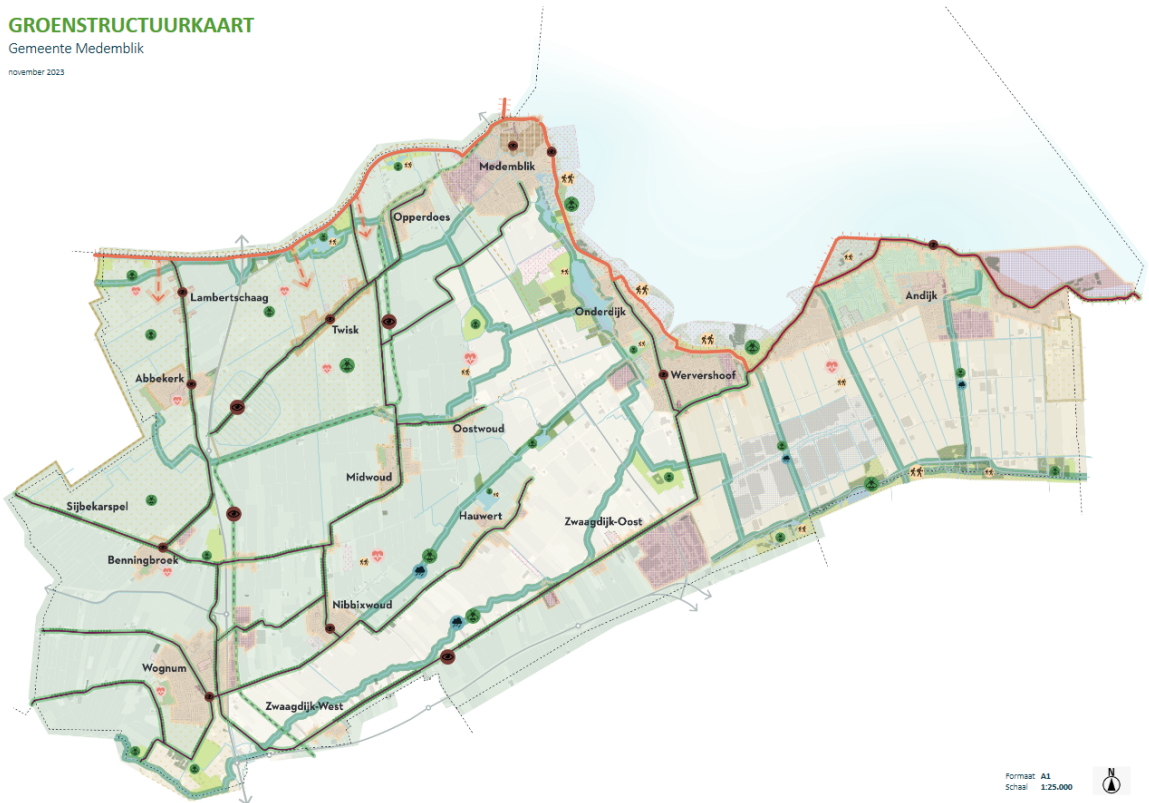 GROENSTRUCTUURKAART
Gemeente Medemblik
november 2023
Medemblik
Opperdoes
Lambertschaag
Andijk
Onderdijk
Twisk
Wervershoof
Abbekerk
Oostwoud
Midwoud
Sijbekarspel
Hauwert
Zwaagdijk-Oost
Benningbroek
Nibbixwoud
Wognum
Zwaagdijk-West
Formaat A1
Schaal 1:25.000
N